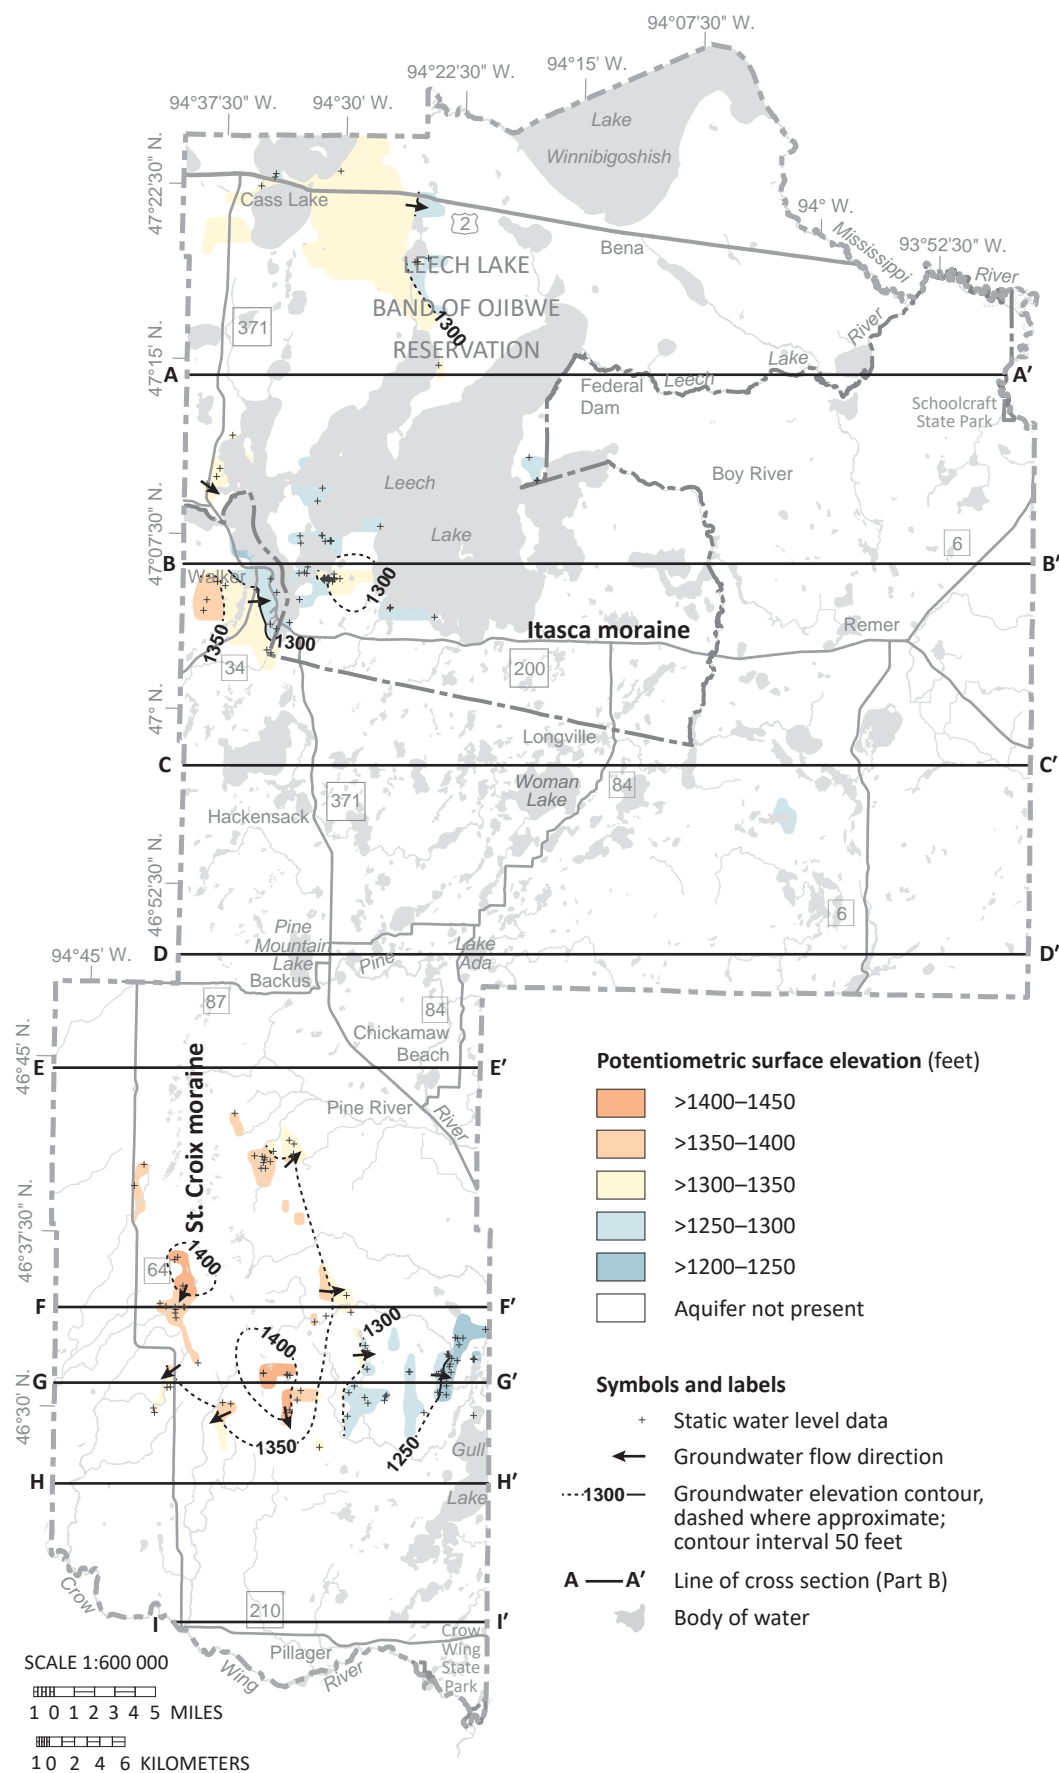 94°07'30" W.
94°15' W.
94°22'30" W.
94°37'30" W.
94°30' W.
Lake
Winnibigoshish
47°22'30" N.
Cass Lake
2
94° W.
Mississippi
93°52'30" W.
River
Bena
LEECH LAKE
BAND OF OJIBWE
RESERVATION
1300
371
47°15' N.
River
Lake
Leech
A
A'
Federal
Dam
Schoolcraft
State Park
Leech
Lake
Boy River
47°07'30" N.
6
B
B'
Walker
1300
1350
1300
34
Itasca moraine
Remer
200
47° N.
Longville
C
C'
Woman
Lake
84
371
Hackensack
46°52'30" N.
6
Pine
Mountain
Lake
Pine
Lake
Ada
D
D'
94°45' W.
Backus
87
84
Chickamaw
Beach
46°45' N.
E
E'
St. Croix moraine
Pine River
River
46°37'30" N.
1400
64
F
F'
1300
1400
G
G'
46°30' N.
1350
1250
Gull
Lake
H
H'
Crow
210
I
I'
Pillager
Wing
River
Crow
Wing
State
Park
Potentiometric surface elevation (feet)
>1400–1450
>1350–1400
>1300–1350
>1250–1300
>1200–1250
Aquifer not present
Symbols and labels
Static water level data
Groundwater flow direction
1300
Groundwater elevation contour,
dashed where approximate;
contour interval 50 feet
A A' Line of cross section (Part B)
Body of water
SCALE 1:600 000
1 0 1 2 3 4 5 MILES
1 0 2 4 6 KILOMETERS